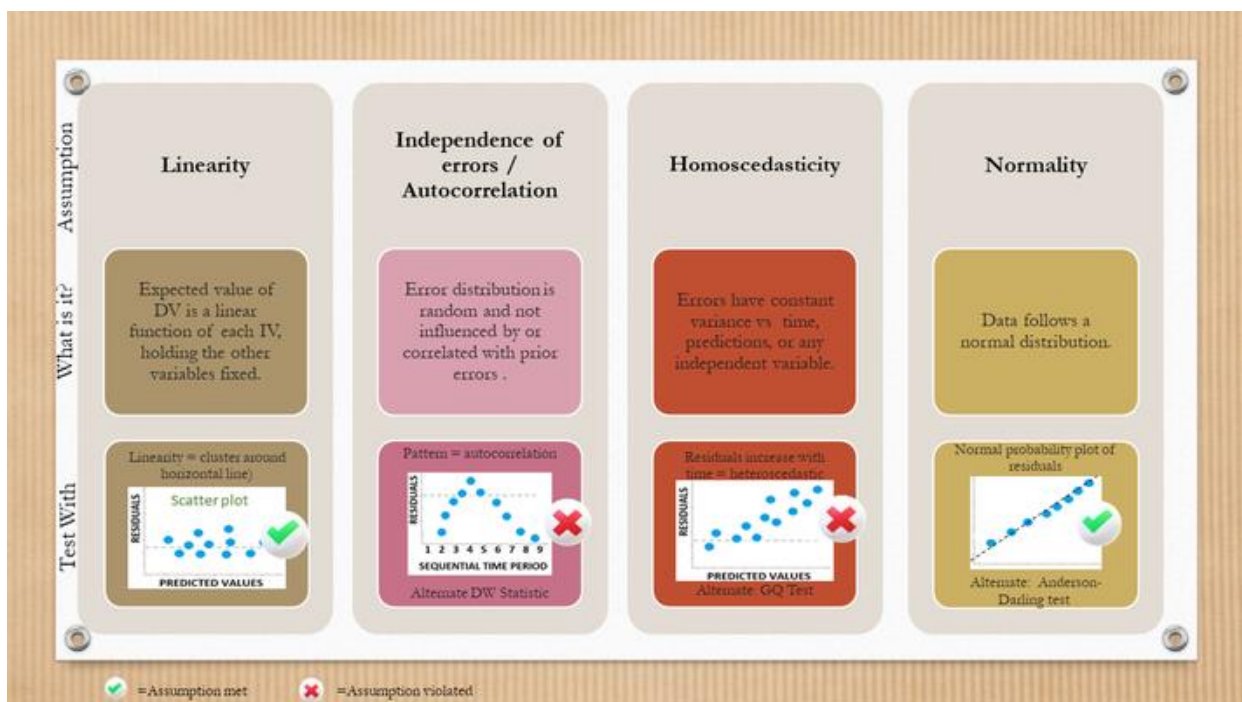 Assumption
Linearity
Independence of
errors /
Autocorrelation
Homoscedasticity
Normality
What is it?
Expected value of
DV is a linear
function of each IV,
holding the other
variables fixed.
Error distribution is
random and not
influenced by or
correlated with prior
errors .
Errors have constant
variance vs time,
predictions, or any
independent variable.
Data follows a
normal distribution.
Test With
Linearity = cluster around
horizontal line)
Scatter plot
RESIDUALS
PREDICTED VALUES
Pattern = autocorrelation
RESIDUALS
1 2 3 4 5 6 7 8 9
SEQUENTIAL TIME PERIOD
Alternate DW Statistic
Residuals increase with
time = heteroscedastic
RESIDUALS
PREDICTED VALUES
Alternate: GQ Test
Normal probability plot of
residuals
Alternate: Anderson-
Darling test
=Assumption met
=Assumption violated